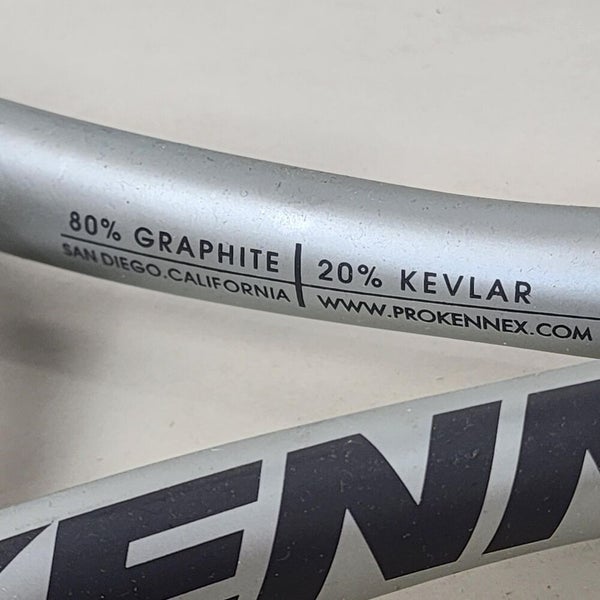 80% GRAPHITE | 20% KEVLAR
SAN DIEGO.CALIFORNIA | WWW.PROKENNEX.COM
KENN